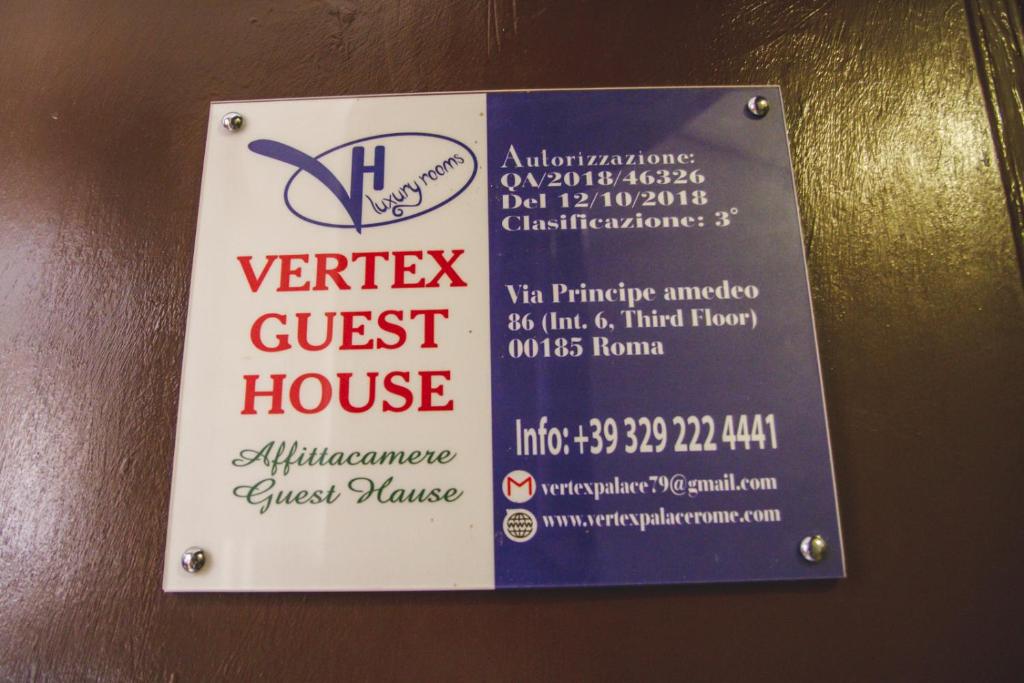 VH
luxury rooms
VERTEX
GUEST
HOUSE
Affittacamere
Guest Hause
Autorizzazione:
QA/2018/46326
Del 12/10/2018
Clasificazione: 3°
Via Principe amedeo
86 (Int. 6, Third Floor)
00185 Roma
Info: +39 329 222 4441
vertexpalace79@gmail.com
www.vertexpalacerome.com